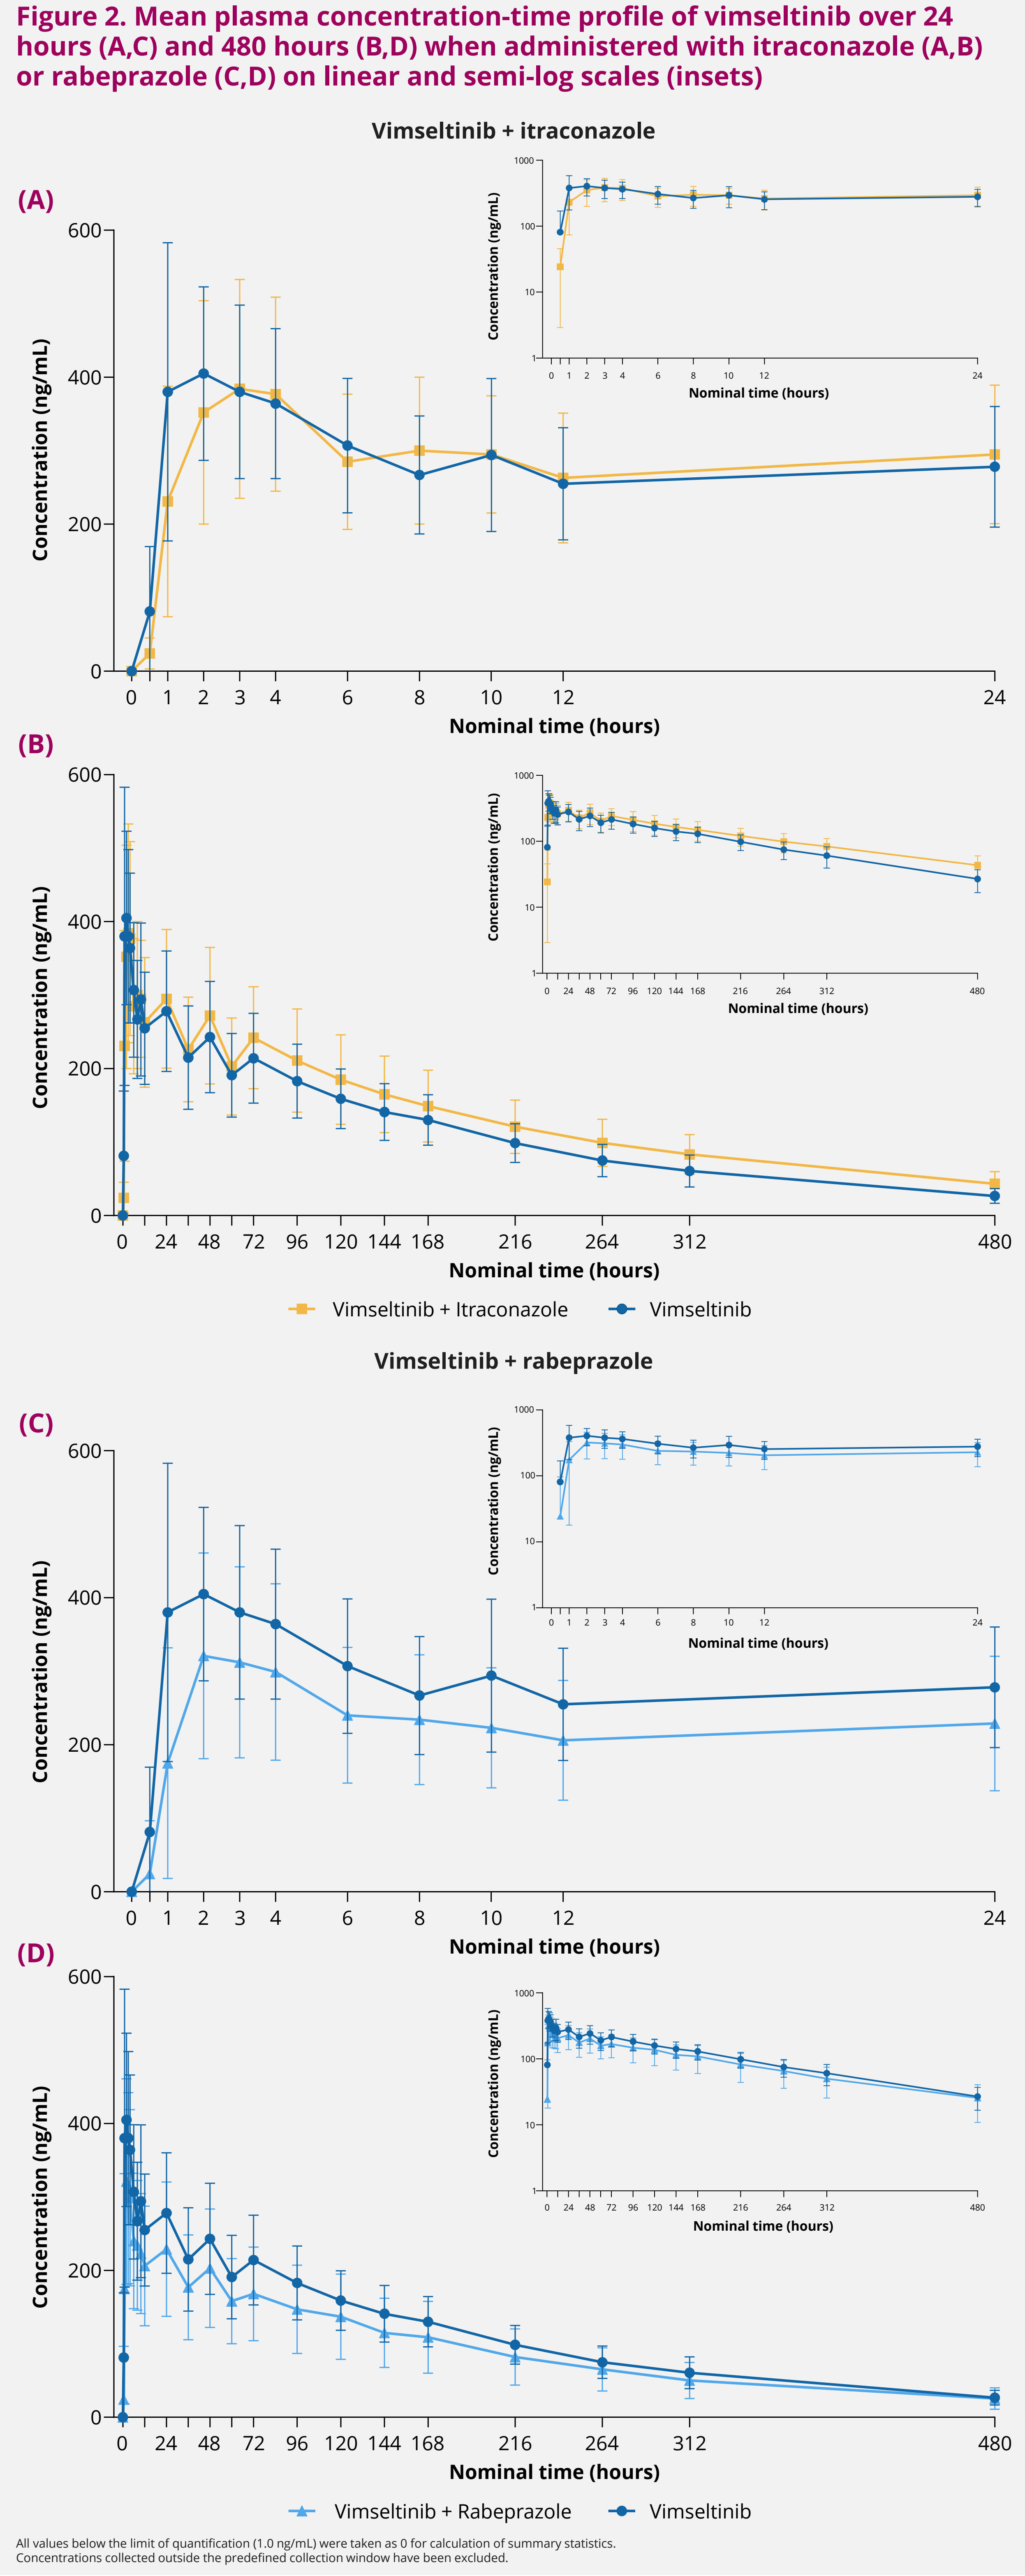 Figure 2. Mean plasma concentration-time profile of vimseltinib over 24
hours (A,C) and 480 hours (B,D) when administered with itraconazole (A,B)
or rabeprazole (C,D) on linear and semi-log scales (insets)
Vimseltinib + itraconazole
(A)
Concentration (ng/mL)
600
400
200
0
0 1 2 3 4 6 8 10 12 24
Nominal time (hours)
Concentration (ng/mL)
1000
100
10
1
0 1 2 3 4 6 8 10 12 24
Nominal time (hours)
(B)
Concentration (ng/mL)
600
400
200
0
0 24 48 72 96 120 144 168 216 264 312 480
Nominal time (hours)
Concentration (ng/mL)
1000
100
10
1
0 24 48 72 96 120 144 168 216 264 312 480
Nominal time (hours)
Vimseltinib + Itraconazole Vimseltinib
Vimseltinib + rabeprazole
(C)
Concentration (ng/mL)
600
400
200
0
0 1 2 3 4 6 8 10 12 24
Nominal time (hours)
Concentration (ng/mL)
1000
100
10
1
0 1 2 3 4 6 8 10 12 24
Nominal time (hours)
(D)
Concentration (ng/mL)
600
400
200
0
0 24 48 72 96 120 144 168 216 264 312 480
Nominal time (hours)
Concentration (ng/mL)
1000
100
10
1
0 24 48 72 96 120 144 168 216 264 312 480
Nominal time (hours)
Vimseltinib + Rabeprazole Vimseltinib
All values below the limit of quantification (1.0 ng/mL) were taken as 0 for calculation of summary statistics.
Concentrations collected outside the predefined collection window have been excluded.